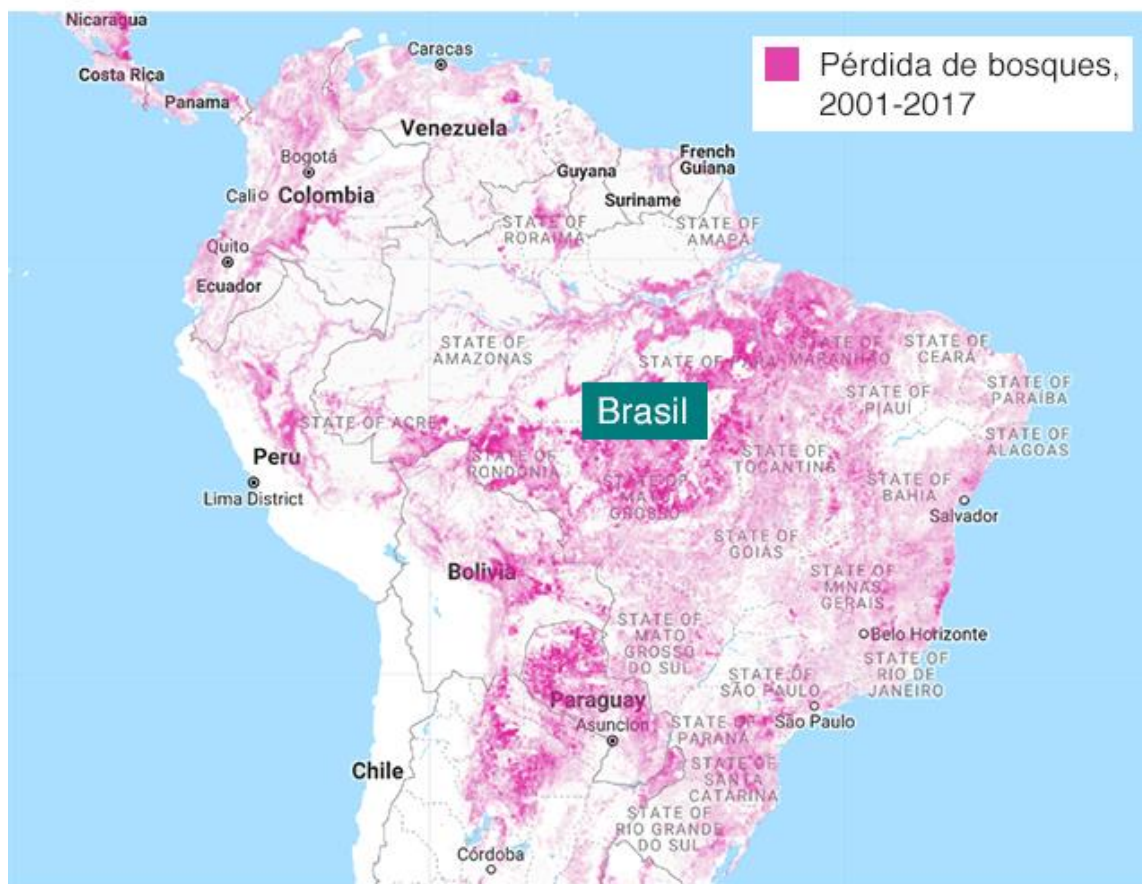 Nicaragua
Costa Rica
Panama
Caracas
Venezuela
Bogotá
Cali
Colombia
Quito
Ecuador
Guyana
Suriname
French
Guiana
Pérdida de bosques,
2001-2017
STATE OF
RORAIMA
STATE OF
AMAPÁ
STATE OF
AMAZONAS
STATE OF PARÁ
STATE OF
MARANHÃO
STATE OF
CEARÁ
STATE OF
PIAUÍ
STATE OF
PARAÍBA
STATE OF
ALAGOAS
Brasil
STATE OF ACRE
STATE OF
RONDÔNIA
STATE OF
MATO
GROSSO
STATE OF
TOCANTINS
STATE OF
BAHIA
Salvador
Peru
Lima District
STATE OF
GOIÁS
Bolivia
STATE OF
MINAS
GERAIS
Belo Horizonte
STATE OF
MATO
GROSSO
DO SUL
STATE OF
RIO DE
JANEIRO
STATE OF
SÃO PAULO
São Paulo
Paraguay
Asuncion
STATE OF
PARANÁ
STATE OF
SANTA
CATARINA
STATE OF
RIO GRANDE
DO SUL
Chile
Córdoba